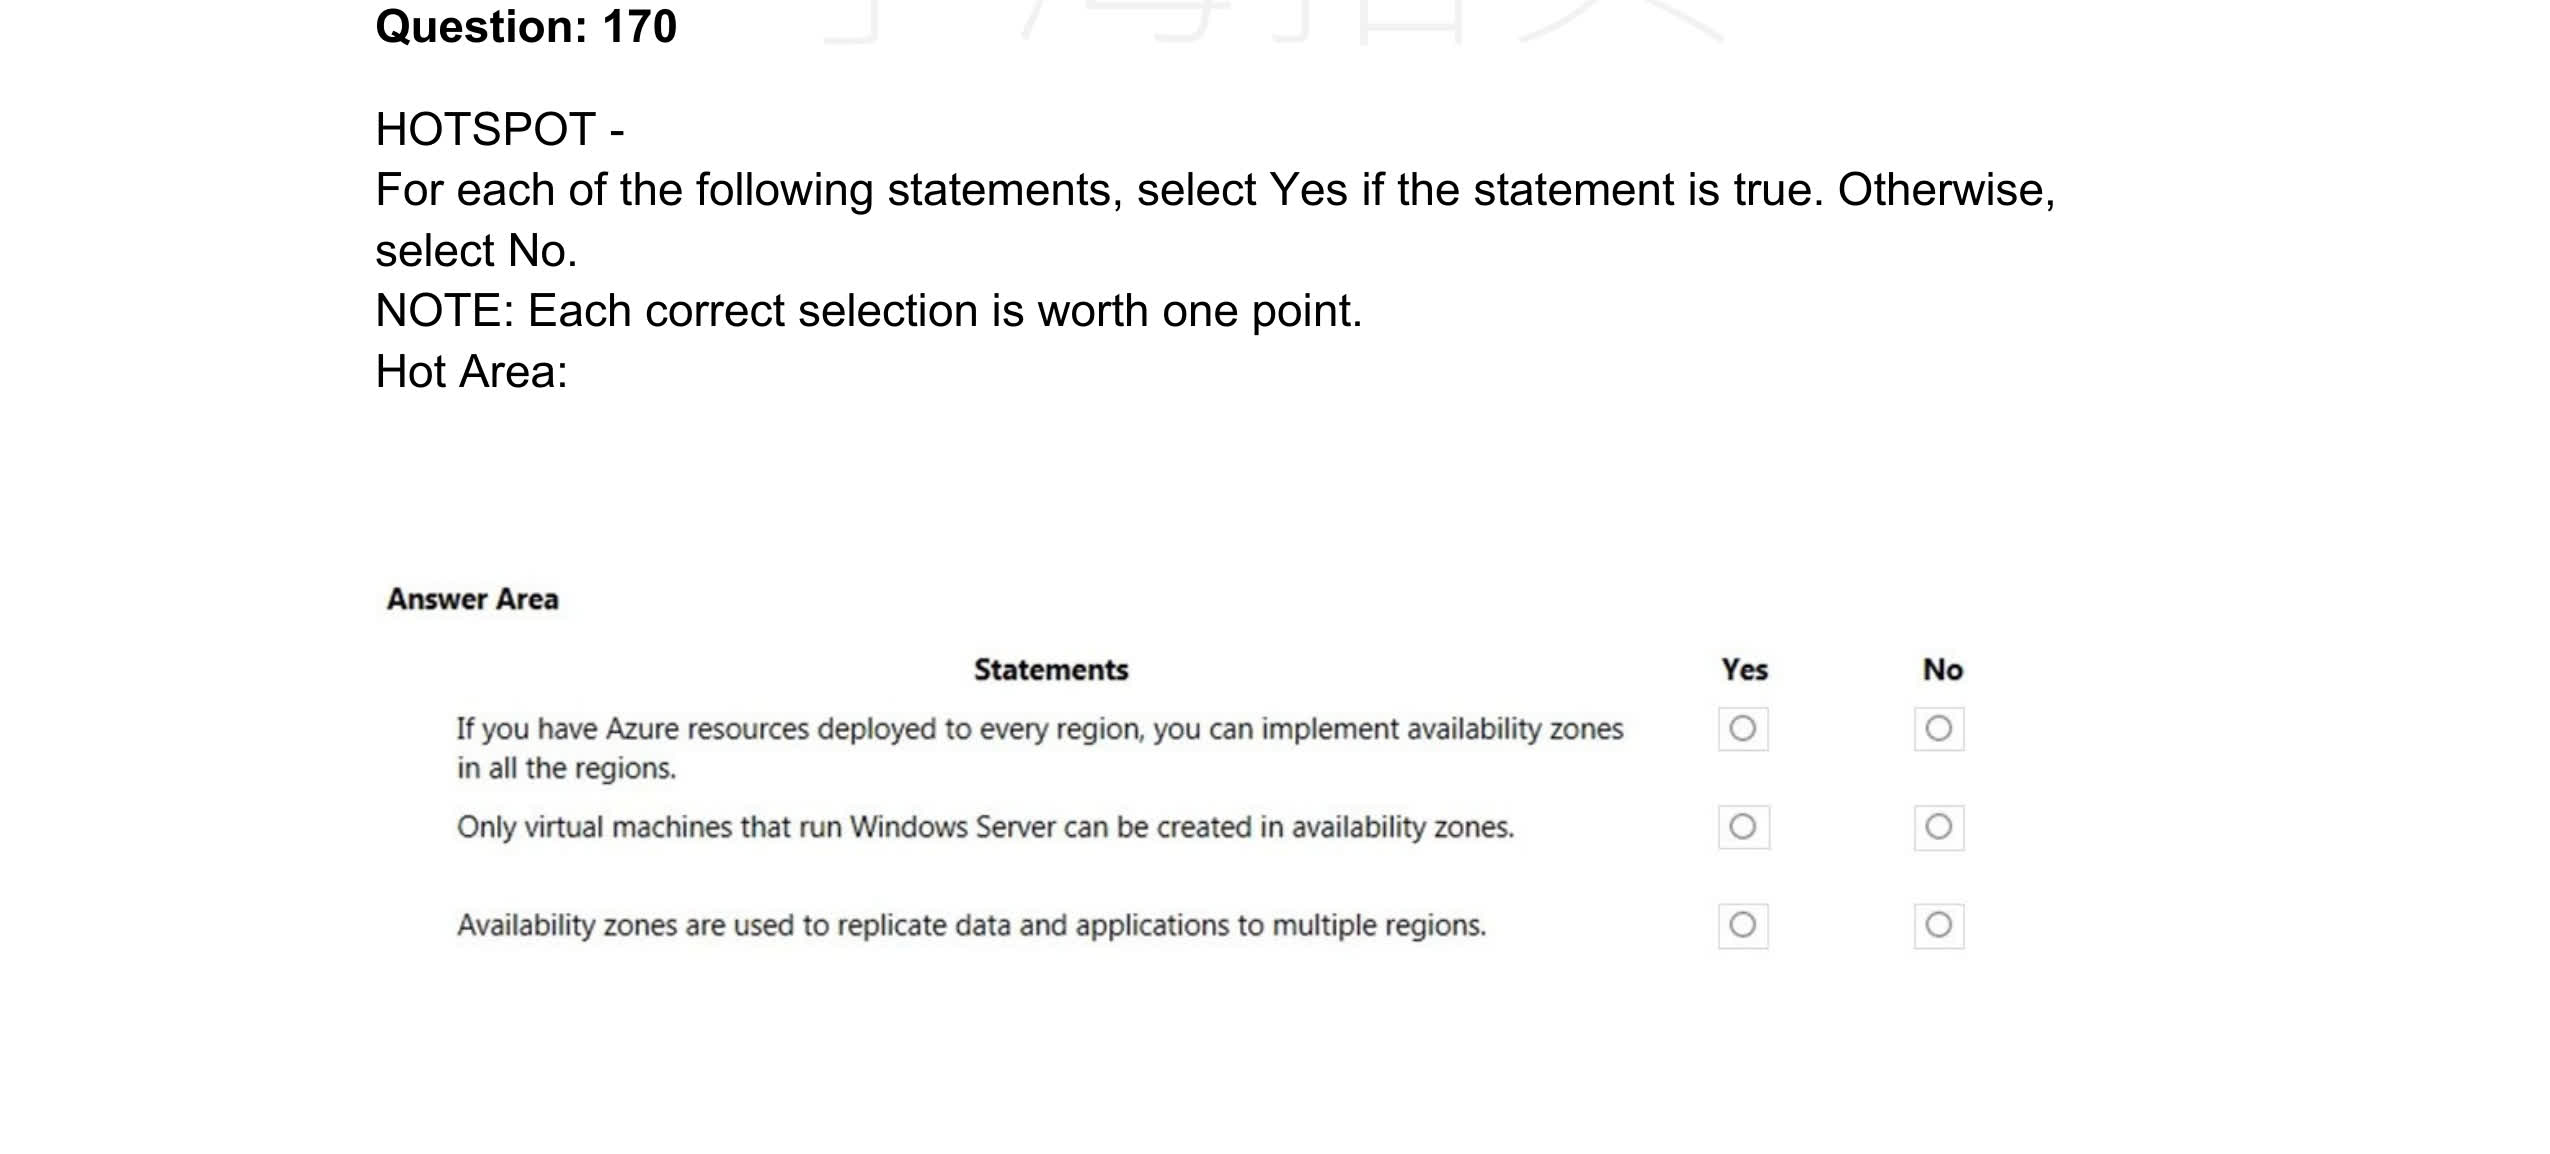 Question: 170
HOTSPOT -
For each of the following statements, select Yes if the statement is true. Otherwise,
select No.
NOTE: Each correct selection is worth one point.
Hot Area:
Answer Area
Statements Yes No
If you have Azure resources deployed to every region, you can implement availability zones
in all the regions.
Only virtual machines that run Windows Server can be created in availability zones.
Availability zones are used to replicate data and applications to multiple regions.